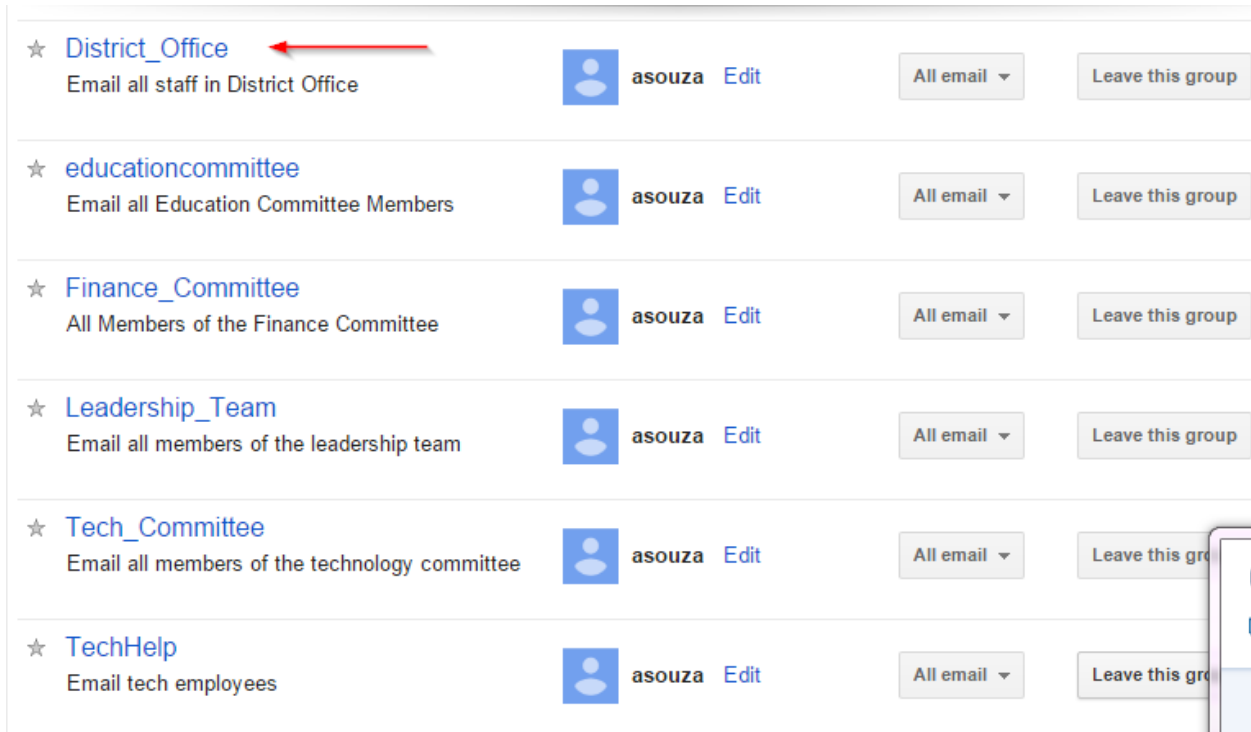 District_Office
Email all staff in District Office
asouza Edit All email Leave this group
educationcommittee
Email all Education Committee Members
asouza Edit All email Leave this group
Finance_Committee
All Members of the Finance Committee
asouza Edit All email Leave this group
Leadership_Team
Email all members of the leadership team
asouza Edit All email Leave this group
Tech_Committee
Email all members of the technology committee
asouza Edit All email Leave this
TechHelp
Email tech employees
asouza Edit All email Leave this